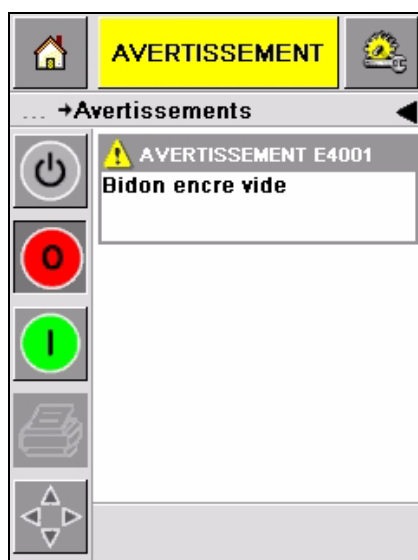 AVERTISSEMENT
... →Avertissements
AVERTISSEMENT E4001
Bidon encre vide
O
I